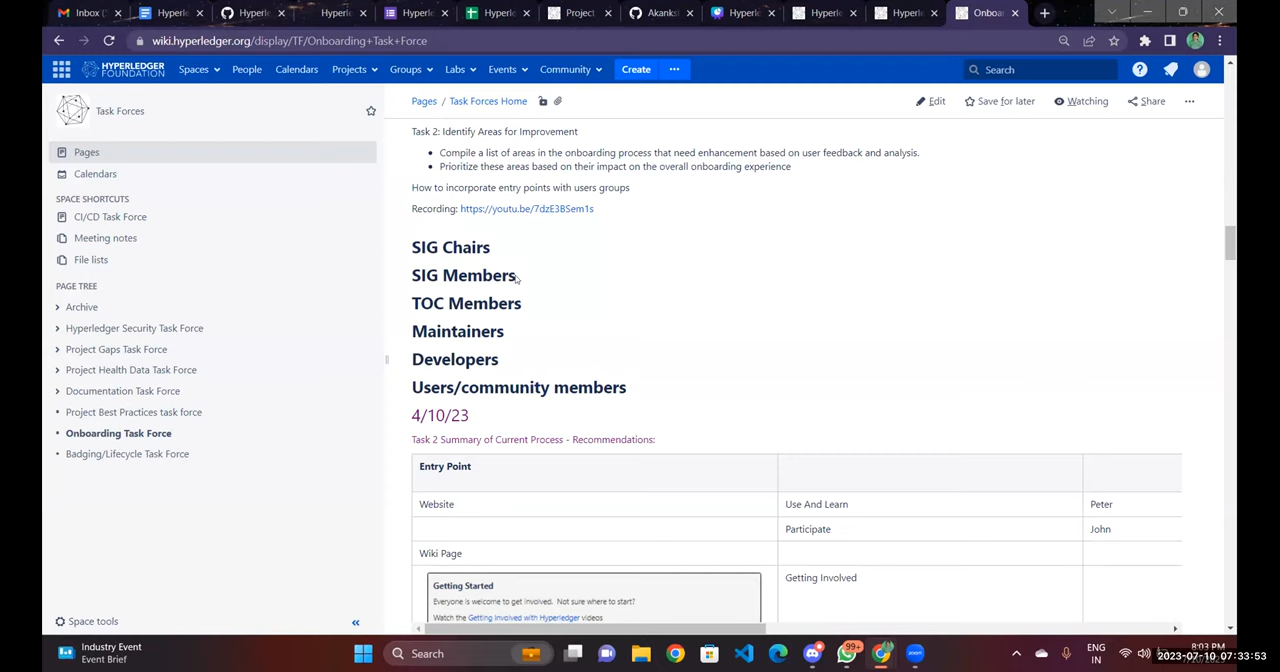 Inbox (
Hyperle
Hyperle
Hyperle
Hyperle
Hyperle
Project
Akanks
Hyperle
Hyperle
Hyperle
Onboar
wiki.hyperledger.org/display/TF/Onboarding+Task+Force
HYPERLEDGER FOUNDATION
Spaces
People
Calendars
Projects
Groups
Labs
Events
Community
Create
Search
Task Forces
Pages / Task Forces Home
Edit
Save for later
Watching
Share
Pages
Calendars
SPACE SHORTCUTS
CI/CD Task Force
Meeting notes
File lists
PAGE TREE
Archive
Hyperledger Security Task Force
Project Gaps Task Force
Project Health Data Task Force
Documentation Task Force
Project Best Practices task force
Onboarding Task Force
Badging/Lifecycle Task Force
Space tools
Task 2: Identify Areas for Improvement
• Compile a list of areas in the onboarding process that need enhancement based on user feedback and analysis.
• Prioritize these areas based on their impact on the overall onboarding experience
How to incorporate entry points with users groups
Recording: https://youtu.be/7dzE3BSem1s
SIG Chairs
SIG Members
TOC Members
Maintainers
Developers
Users/community members
4/10/23
Task 2 Summary of Current Process - Recommendations:
Entry Point
Website Use And Learn Peter
Participate John
Wiki Page
Getting Involved
Getting Started
Everyone is welcome to get involved. Not sure where to start?
Watch the Getting Involved with Hyperledger videos
Industry Event
Event Brief
Search
99+
ENG
IN
8:03 PM
2023-07-10 07:33:53